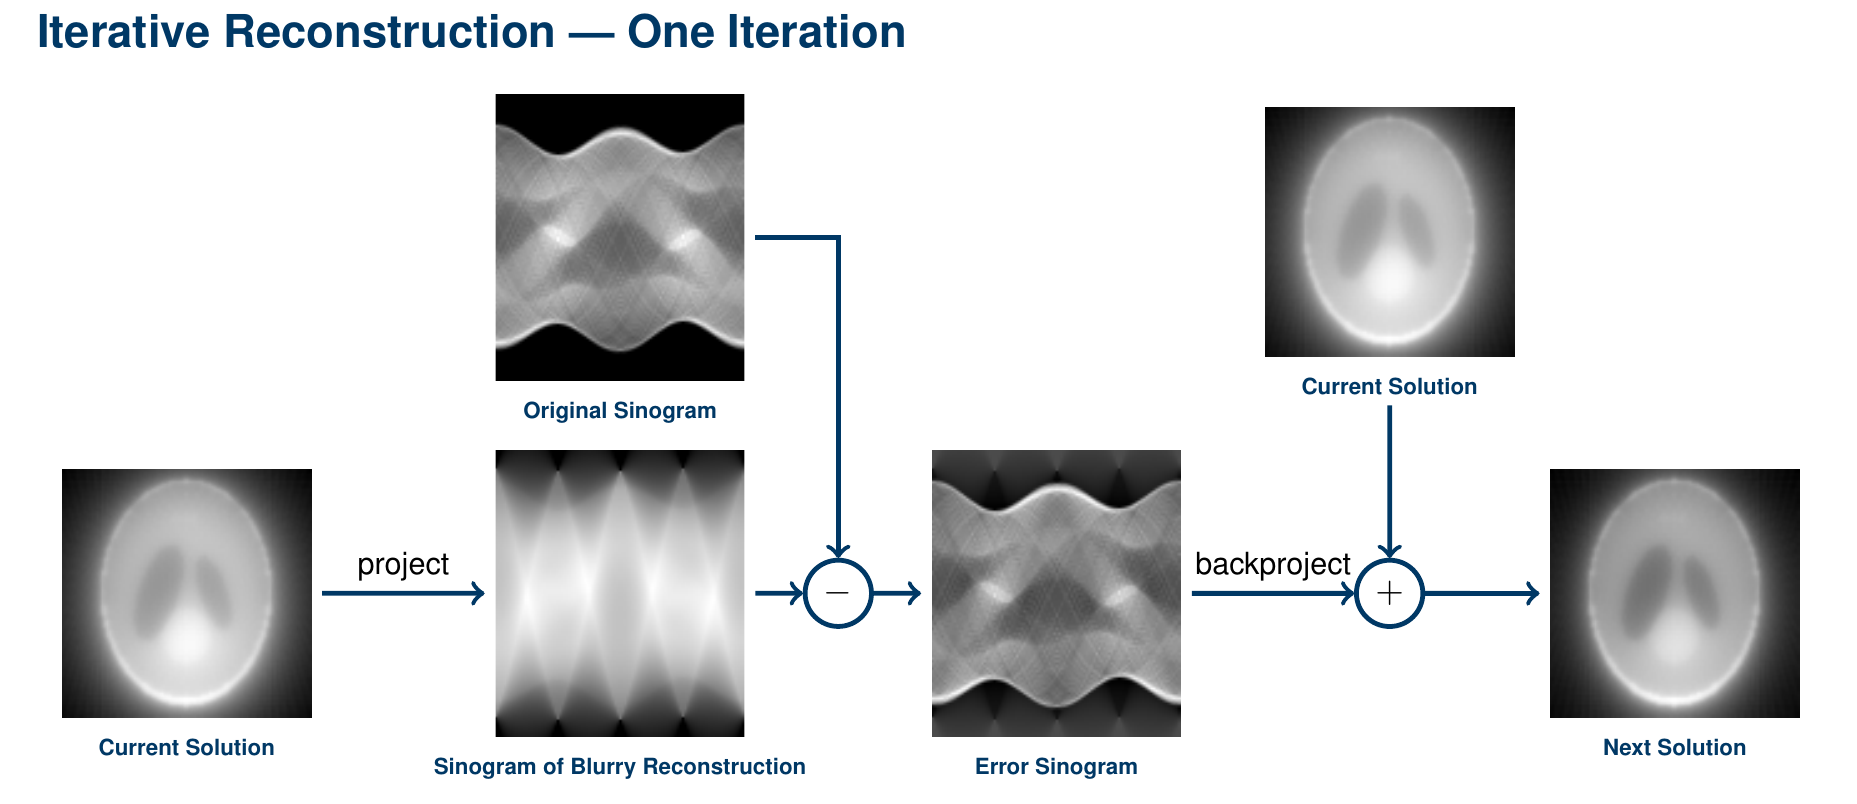 Iterative Reconstruction — One Iteration
Original Sinogram
Current Solution
project
−
backproject
+
Current Solution
Sinogram of Blurry Reconstruction
Error Sinogram
Next Solution